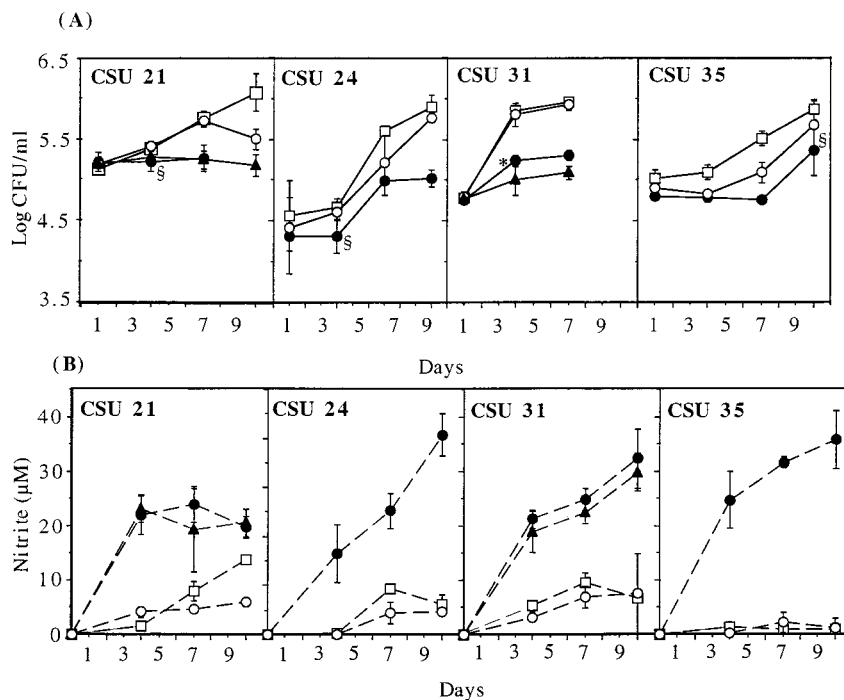 (A)
CSU 21 CSU 24 CSU 31 CSU 35
6.5
5.5
4.5
3.5
Log CFU/ml
§ § * §
1 3 5 7 9 1 3 5 7 9 1 3 5 7 9 1 3 5 7 9
Days
(B)
CSU 21 CSU 24 CSU 31 CSU 35
45
40
30
20
10
0
Nitrite (µM)
1 3 5 7 9 1 3 5 7 9 1 3 5 7 9 1 3 5 7 9
Days